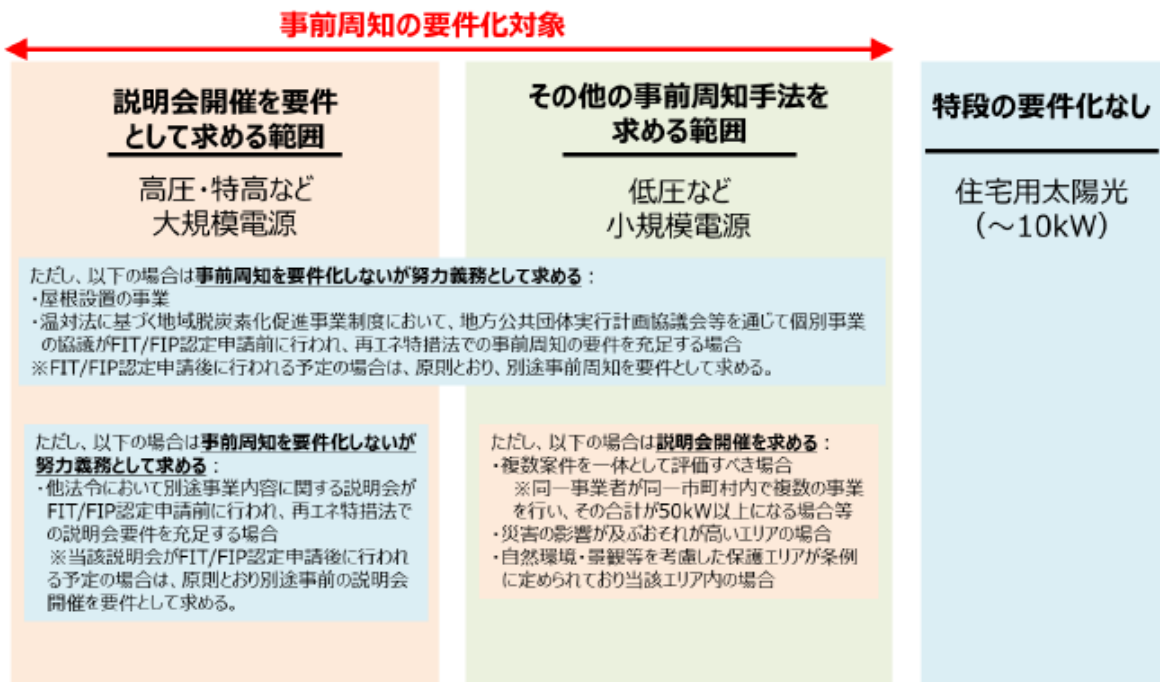 事前周知の要件化対象
説明会開催を要件
として求める範囲
高圧・特高など
大規模電源
その他の事前周知手法を
求める範囲
低圧など
小規模電源
特段の要件化なし
住宅用太陽光
（～10kW）
ただし、以下の場合は事前周知を要件化しないが努力義務として求める：
・屋根設置の事業
・温対法に基づく地域脱炭素化促進事業制度において、地方公共団体実行計画協議会等を通じて個別事業
の協議がFIT/FIP認定申請前に行われ、再エネ特措法での事前周知の要件を充足する場合
※FIT/FIP認定申請後に行われる予定の場合は、原則とおり、別途事前周知を要件として求める。
ただし、以下の場合は事前周知を要件化しないが
努力義務として求める：
・他法令において別途事業内容に関する説明会が
FIT/FIP認定申請前に行われ、再エネ特措法で
の説明会要件を充足する場合
※当該説明会がFIT/FIP認定申請後に行われ
る予定の場合は、原則とおり別途事前の説明会
開催を要件として求める。
ただし、以下の場合は説明会開催を求める：
・複数案件を一体として評価すべき場合
※同一事業者が同一市町村内で複数の事業
を行い、その合計が50kW以上になる場合等
・災害の影響が及ぶおそれが高いエリアの場合
・自然環境・景観等を考慮した保護エリアが条例
に定められており当該エリア内の場合